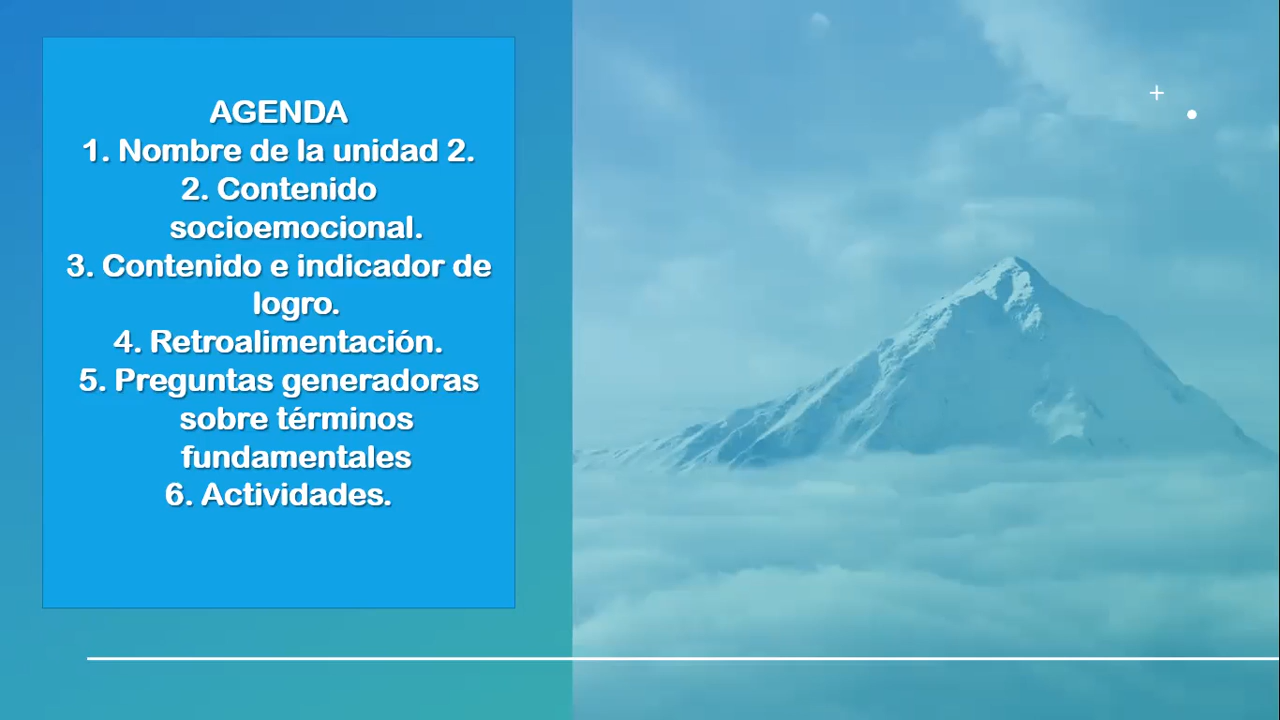 AGENDA
1. Nombre de la unidad 2.
2. Contenido
socioemocional.
3. Contenido e indicador de
logro.
4. Retroalimentación.
5. Preguntas generadoras
sobre términos
fundamentales
6. Actividades.